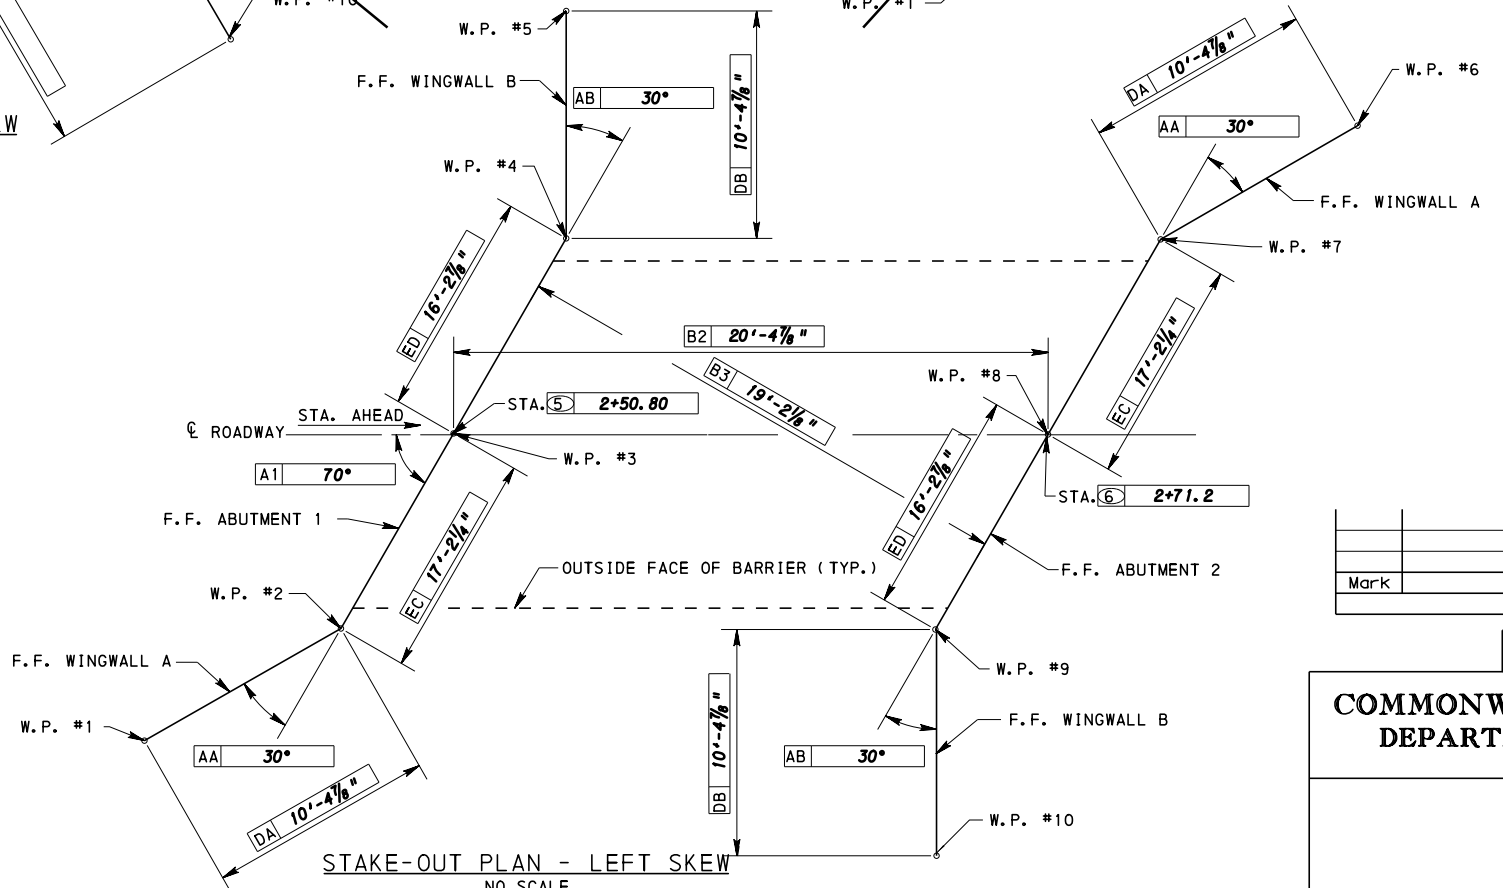 W.P. #5
F.F. WINGWALL B
AB 30°
DB 10'-4⅞"
W.P. #4
DA 10'-4⅞"
AA 30°
W.P. #6
F.F. WINGWALL A
W.P. #7
ED 16'-2⅞"
B2 20'-4⅞"
B3 19'-2⅛"
W.P. #8
EC 17'-2¼"
STA. 5 2+50.80
STA. AHEAD
℄ ROADWAY
W.P. #3
A1 70°
F.F. ABUTMENT 1
ED 16'-2⅞"
STA. 6 2+71.2
EC 17'-2¼"
OUTSIDE FACE OF BARRIER (TYP.)
F.F. ABUTMENT 2
Mark
W.P. #2
F.F. WINGWALL A
W.P. #9
W.P. #1
AA 30°
DB 10'-4⅞"
AB 30°
F.F. WINGWALL B
DA 10'-4⅞"
W.P. #10
COMMONW
DEPART
STAKE-OUT PLAN - LEFT SKEW